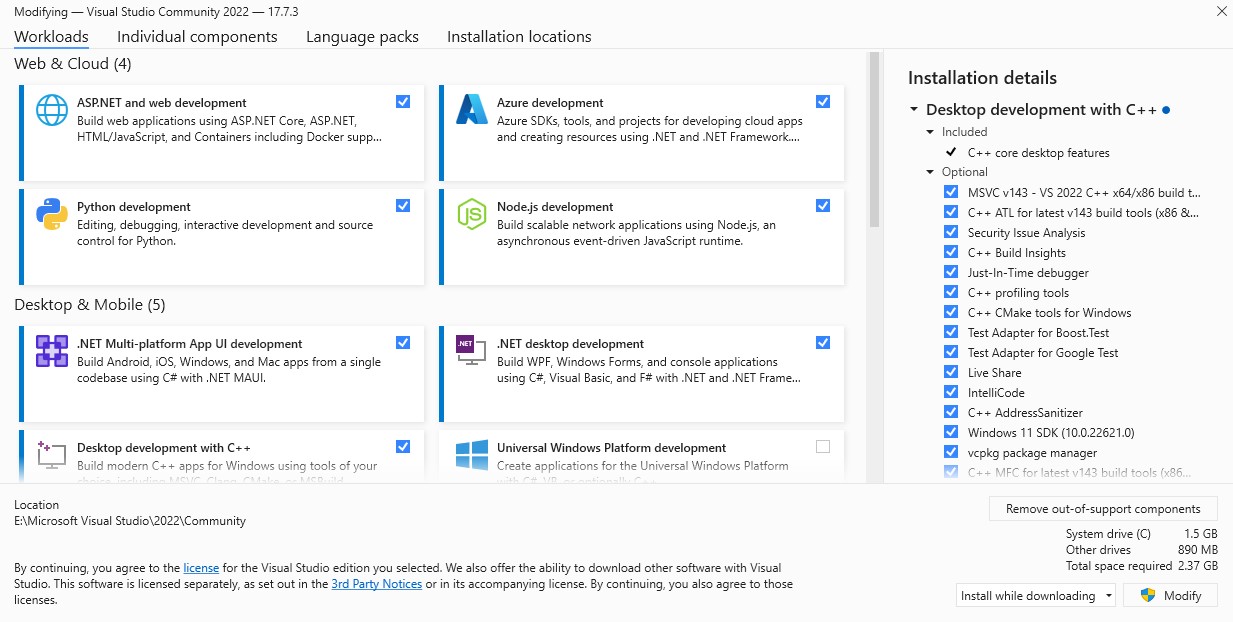 Modifying — Visual Studio Community 2022 — 17.7.3
Workloads
Individual components
Language packs
Installation locations
Web & Cloud (4)
ASP.NET and web development
Build web applications using ASP.NET Core, ASP.NET,
HTML/JavaScript, and Containers including Docker supp...
Azure development
Azure SDKs, tools, and projects for developing cloud apps
and creating resources using .NET and .NET Framework....
Python development
Editing, debugging, interactive development and source
control for Python.
Node.js development
Build scalable network applications using Node.js, an
asynchronous event-driven JavaScript runtime.
Desktop & Mobile (5)
.NET Multi-platform App UI development
Build Android, iOS, Windows, and Mac apps from a single
codebase using C# with .NET MAUI.
.NET
.NET desktop development
Build WPF, Windows Forms, and console applications
using C#, Visual Basic, and F# with .NET and .NET Frame...
Desktop development with C++
Build modern C++ apps for Windows using tools of your
choice, including MSVC, Clang, CMake, or MSBuild.
Universal Windows Platform development
Create applications for the Universal Windows Platform
with C#, VB, or optionally C++.
Installation details
Desktop development with C++
Included
C++ core desktop features
Optional
MSVC v143 - VS 2022 C++ x64/x86 build t...
C++ ATL for latest v143 build tools (x86 &...
Security Issue Analysis
C++ Build Insights
Just-In-Time debugger
C++ profiling tools
C++ CMake tools for Windows
Test Adapter for Boost.Test
Test Adapter for Google Test
Live Share
IntelliCode
C++ AddressSanitizer
Windows 11 SDK (10.0.22621.0)
vcpkg package manager
C++ MFC for latest v143 build tools (x86...
Location
E:\Microsoft Visual Studio\2022\Community
By continuing, you agree to the license for the Visual Studio edition you selected. We also offer the ability to download other software with Visual
Studio. This software is licensed separately, as set out in the 3rd Party Notices or in its accompanying license. By continuing, you also agree to those
licenses.
Remove out-of-support components
System drive (C) 1.5 GB
Other drives 890 MB
Total space required 2.37 GB
Install while downloading
Modify